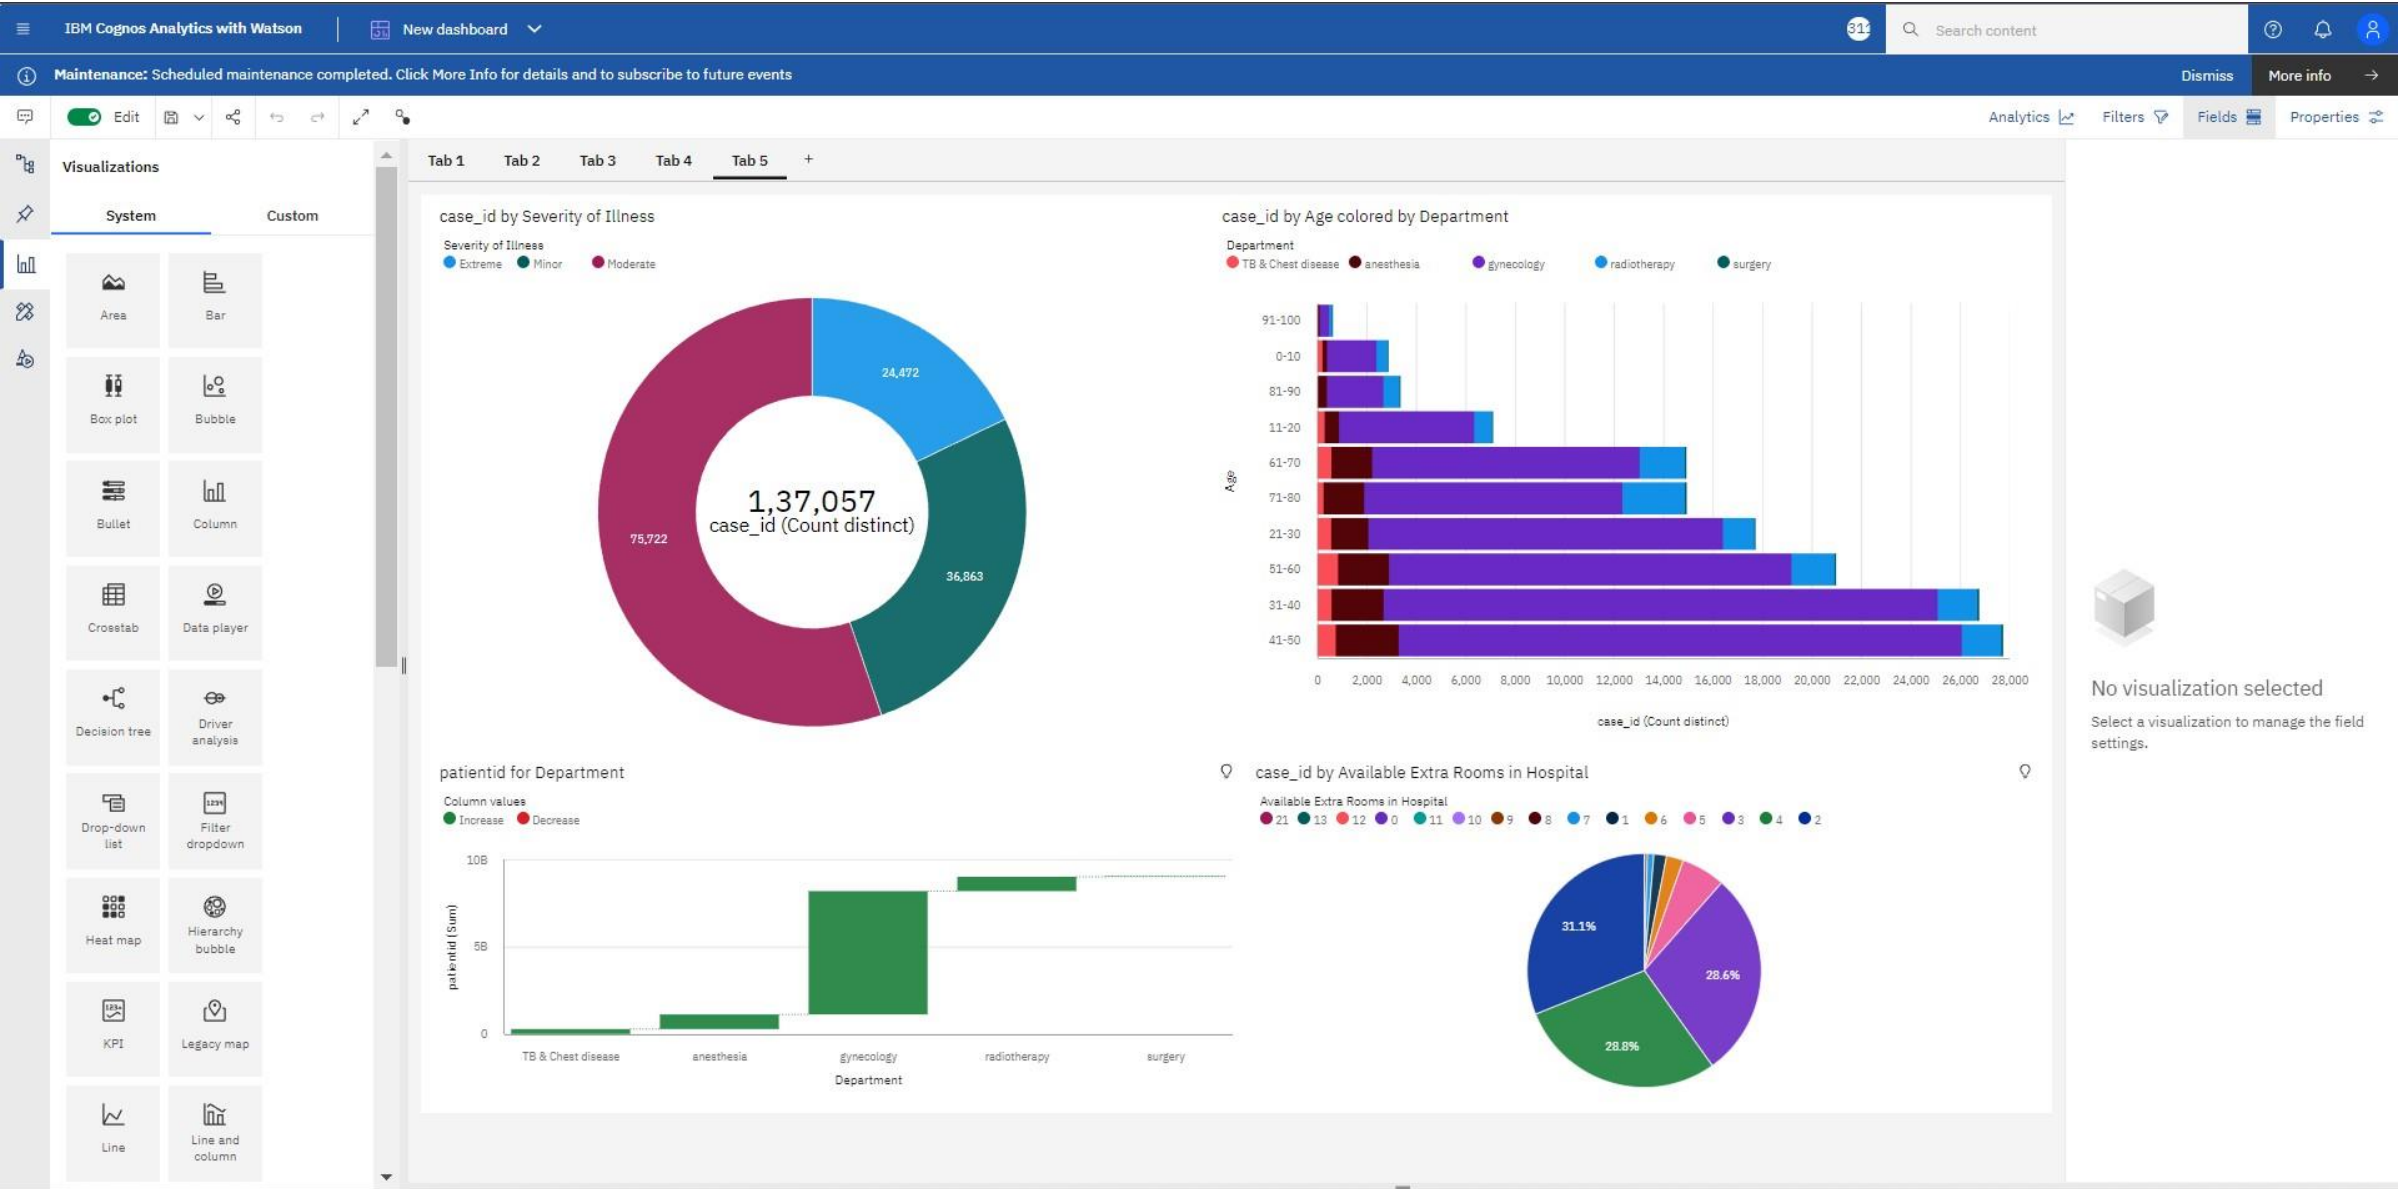 IBM Cognos Analytics with Watson
New dashboard
Search content
Maintenance: Scheduled maintenance completed. Click More Info for details and to subscribe to future events
Dismiss
More info
Edit
Analytics
Filters
Fields
Properties
Visualizations
System
Custom
Area
Bar
Box plot
Bubble
Bullet
Column
Crosstab
Data player
Decision tree
Driver
analysis
Drop-down
list
Filter
dropdown
Heat map
Hierarchy
bubble
KPI
Legacy map
Line
Line and
column
Tab 1
Tab 2
Tab 3
Tab 4
Tab 5
+
case_id by Severity of Illness
Severity of Illness
Extreme
Minor
Moderate
24,472
1,37,057
case_id (Count distinct)
75,722
36,863
case_id by Age colored by Department
Department
TB & Chest disease
anesthesia
gynecology
radiotherapy
surgery
Age
91-100
0-10
81-90
11-20
61-70
71-80
21-30
51-60
31-40
41-50
0
2,000
4,000
6,000
8,000
10,000
12,000
14,000
16,000
18,000
20,000
22,000
24,000
26,000
28,000
case_id (Count distinct)
patientid for Department
Column values
Increase
Decrease
patientid (Sum)
10B
5B
0
TB & Chest disease
anesthesia
gynecology
radiotherapy
surgery
Department
case_id by Available Extra Rooms in Hospital
Available Extra Rooms in Hospital
21
13
12
0
11
10
9
8
7
1
6
5
3
4
2
31.1%
28.6%
28.8%
No visualization selected
Select a visualization to manage the field
settings.